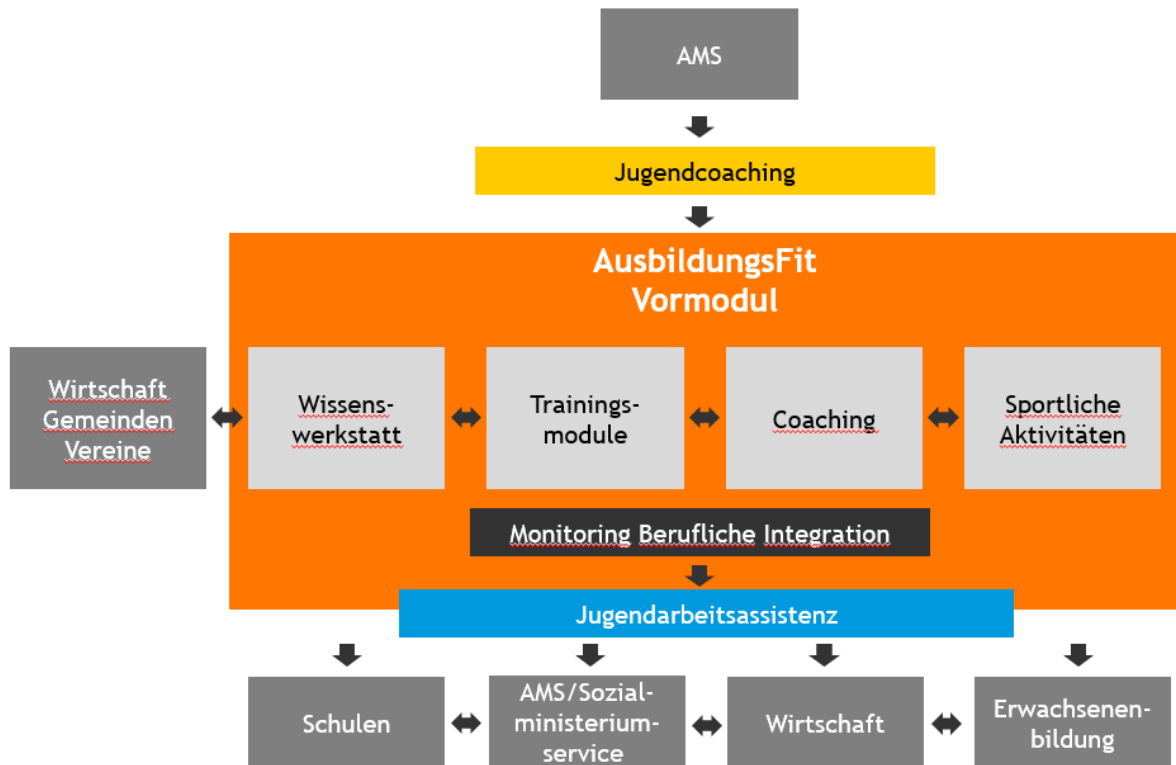 AMS
Jugendcoaching
AusbildungsFit
Vormodul
Wirtschaft
Gemeinden
Vereine
Wissens-
werkstatt
Trainings-
module
Coaching
Sportliche
Aktivitäten
Monitoring Berufliche Integration
Jugendarbeitsassistenz
Schulen
AMS/Sozial-
ministerium-
service
Wirtschaft
Erwachsenen-
bildung